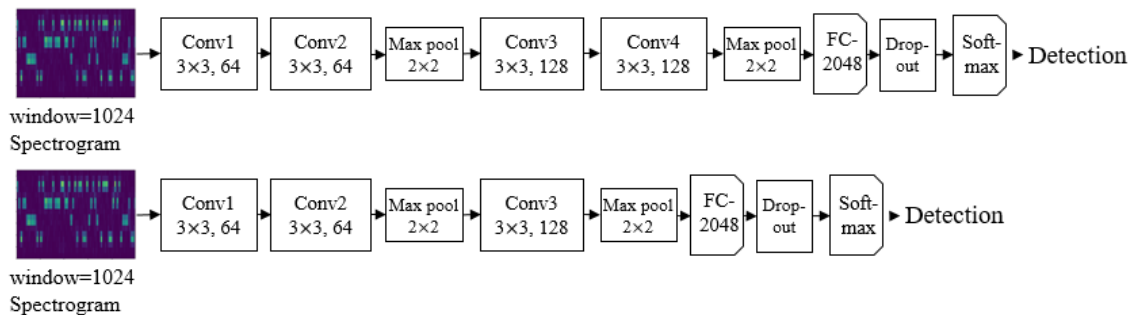 Conv1
3×3, 64
Conv2
3×3, 64
Max pool
2×2
Conv3
3×3, 128
Conv4
3×3, 128
Max pool
2×2
FC-
2048
Drop-
out
Soft-
max
Detection
window=1024
Spectrogram
Conv1
3×3, 64
Conv2
3×3, 64
Max pool
2×2
Conv3
3×3, 128
Max pool
2×2
FC-
2048
Drop-
out
Soft-
max
Detection
window=1024
Spectrogram